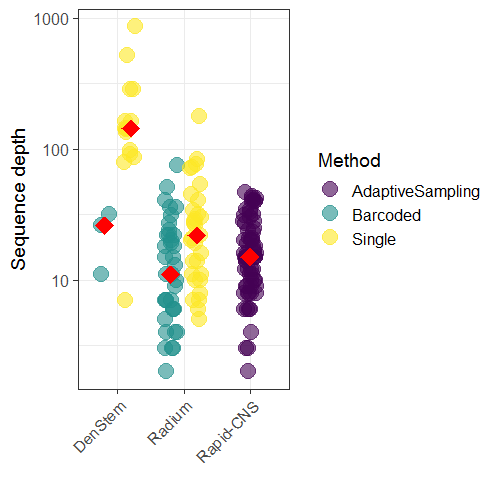 1000
100
10
Sequence depth
DenStem
Radium
Rapid-CNS
Method
AdaptiveSampling
Barcoded
Single